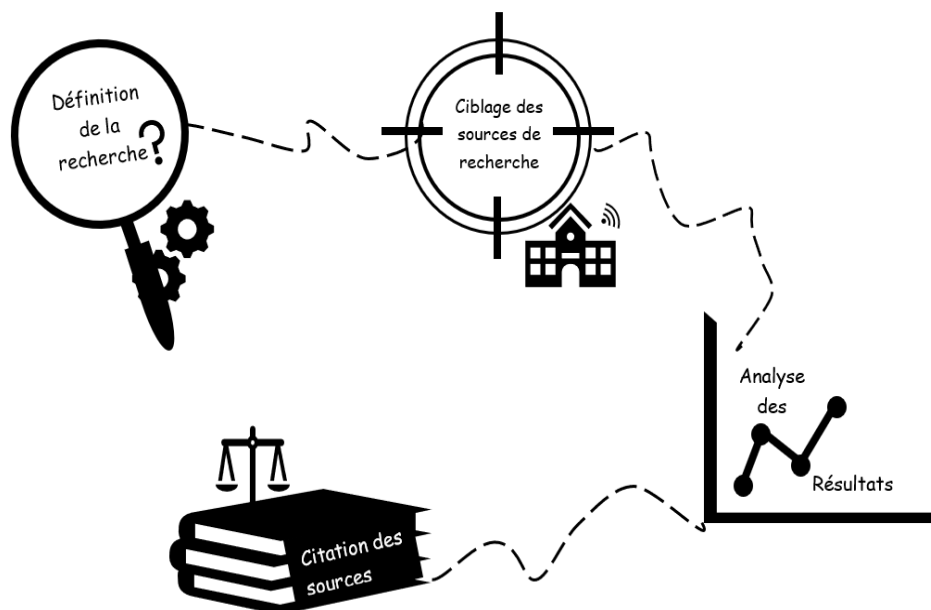 Définition
de la
recherche ?
Ciblage des
sources de
recherche
Analyse
des
Résultats
Citation des
sources